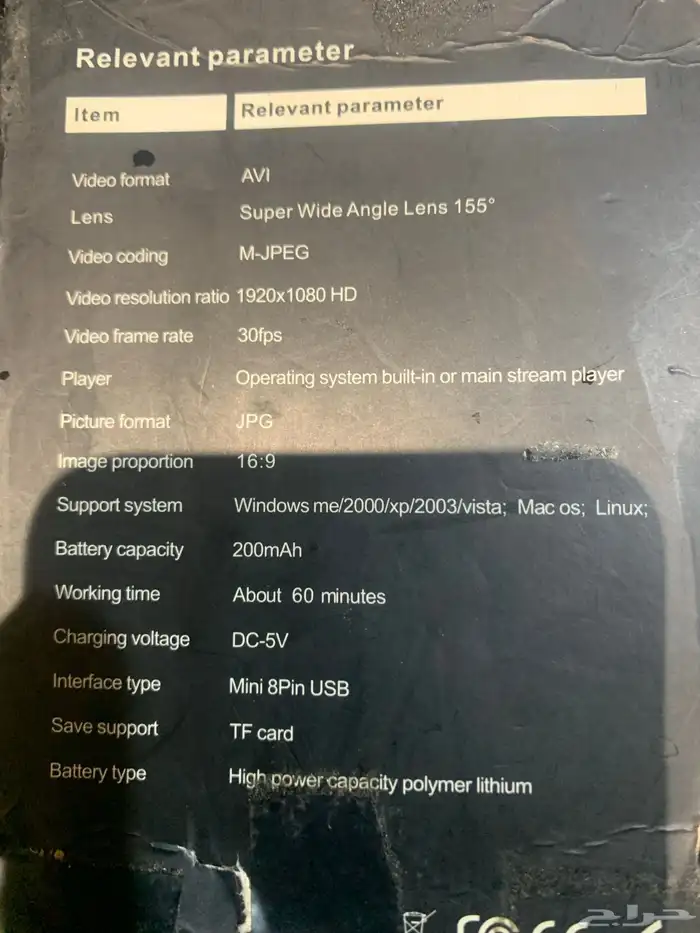 Relevant parameter
Item Relevant parameter
Video format AVI
Lens Super Wide Angle Lens 155°
Video coding M-JPEG
Video resolution ratio 1920x1080 HD
Video frame rate 30fps
Player Operating system built-in or main stream player
Picture format JPG
Image proportion 16:9
Support system Windows me/2000/xp/2003/vista; Mac os; Linux;
Battery capacity 200mAh
Working time About 60 minutes
Charging voltage DC-5V
Interface type Mini 8Pin USB
Save support TF card
Battery type High power capacity polymer lithium
حراج